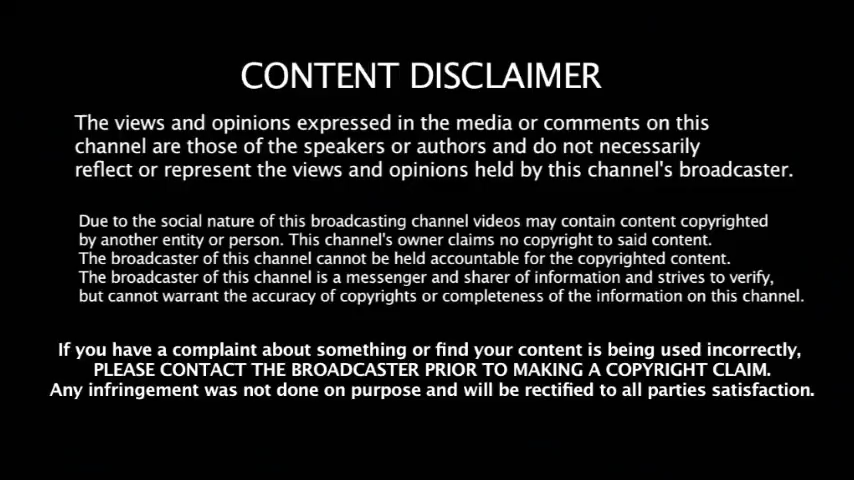 CONTENT DISCLAIMER
The views and opinions expressed in the media or comments on this
channel are those of the speakers or authors and do not necessarily
reflect or represent the views and opinions held by this channel's broadcaster.
Due to the social nature of this broadcasting channel videos may contain content copyrighted
by another entity or person. This channel's owner claims no copyright to said content.
The broadcaster of this channel cannot be held accountable for the copyrighted content.
The broadcaster of this channel is a messenger and sharer of information and strives to verify,
but cannot warrant the accuracy of copyrights or completeness of the information on this channel.
If you have a complaint about something or find your content is being used incorrectly,
PLEASE CONTACT THE BROADCASTER PRIOR TO MAKING A COPYRIGHT CLAIM.
Any infringement was not done on purpose and will be rectified to all parties satisfaction.